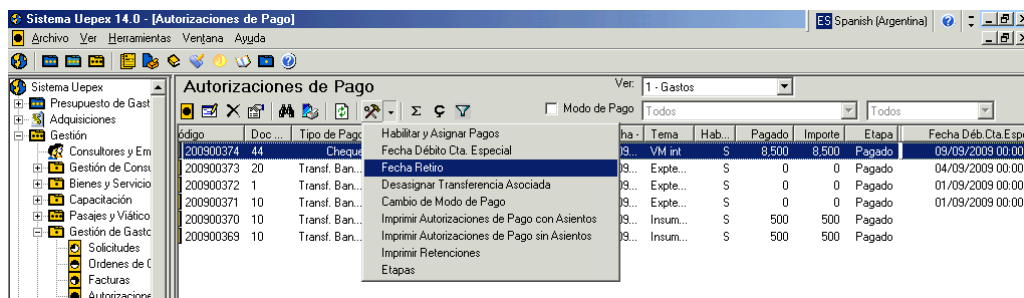 Sistema Uepex 14.0 - [Autorizaciones de Pago]
ES Spanish (Argentina)
Archivo Ver Herramientas Ventana Ayuda
Sistema Uepex
Presupuesto de Gast
Adquisiciones
Gestión
Consultores y Em
Gestión de Consu
Bienes y Servicio
Capacitación
Pasajes y Viático
Gestión de Gasto
Solicitudes
Ordenes de C
Facturas
Autorizacione
Autorizaciones de Pago
Ver: 1 - Gastos
Modo de Pago Todos Todos
ódigo Doc ... Tipo de Pago ha - Tema Hab... Pagado Importe Etapa Fecha Déb.Cta.Espe
200900374 44 Cheque 09... VM int S 8,500 8,500 Pagado 09/09/2009 00:00
200900373 20 Transf. Ban... 09... Expte... S 0 0 Pagado 04/09/2009 00:00
200900372 1 Transf. Ban... 09... Expte... S 0 0 Pagado 01/09/2009 00:00
200900371 10 Transf. Ban... 09... Expte... S 0 0 Pagado 01/09/2009 00:00
200900370 10 Transf. Ban... 09... Insum... S 500 500 Pagado
200900369 10 Transf. Ban... 09... Insum... S 500 500 Pagado
Habilitar y Asignar Pagos
Fecha Débito Cta. Especial
Fecha Retiro
Desasignar Transferencia Asociada
Cambio de Modo de Pago
Imprimir Autorizaciones de Pago con Asientos
Imprimir Autorizaciones de Pago sin Asientos
Imprimir Retenciones
Etapas